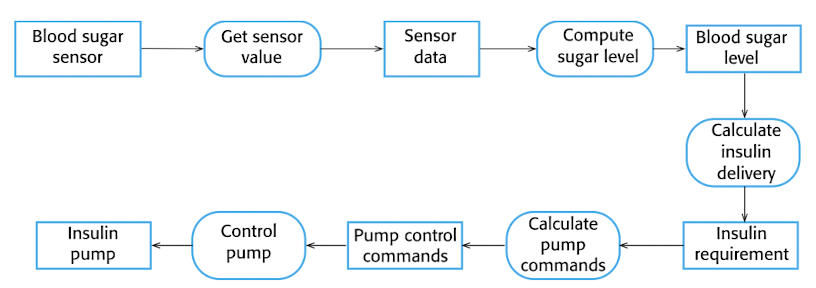 Blood sugar
sensor
Get sensor
value
Sensor
data
Compute
sugar level
Blood sugar
level
Calculate
insulin
delivery
Insulin
requirement
Calculate
pump
commands
Pump control
commands
Control
pump
Insulin
pump